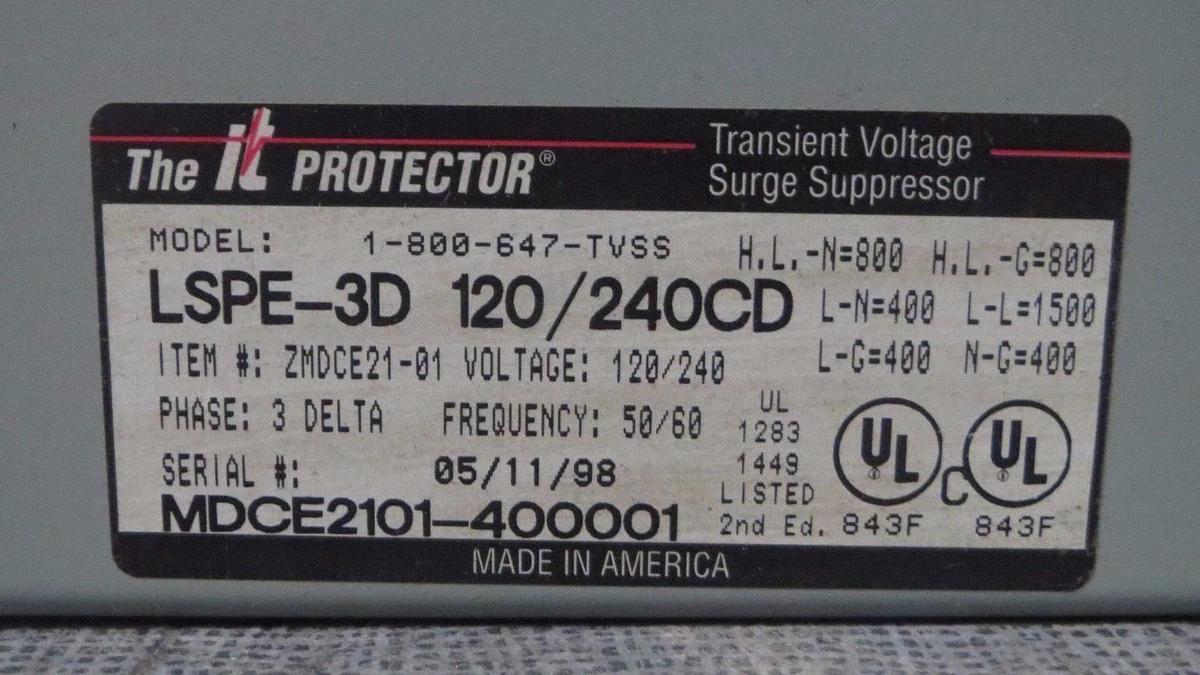 The it PROTECTOR®
Transient Voltage
Surge Suppressor
MODEL: 1-800-647-TVSS
LSPE-3D 120/240CD
H.L.-N=800 H.L.-G=800
L-N=400 L-L=1500
L-G=400 N-G=400
ITEM #: ZMDCE21-01 VOLTAGE: 120/240
PHASE: 3 DELTA FREQUENCY: 50/60
SERIAL #: 05/11/98
MDCE2101-400001
UL
1283
1449
LISTED
2nd Ed.
UL
843F
C UL
843F
MADE IN AMERICA